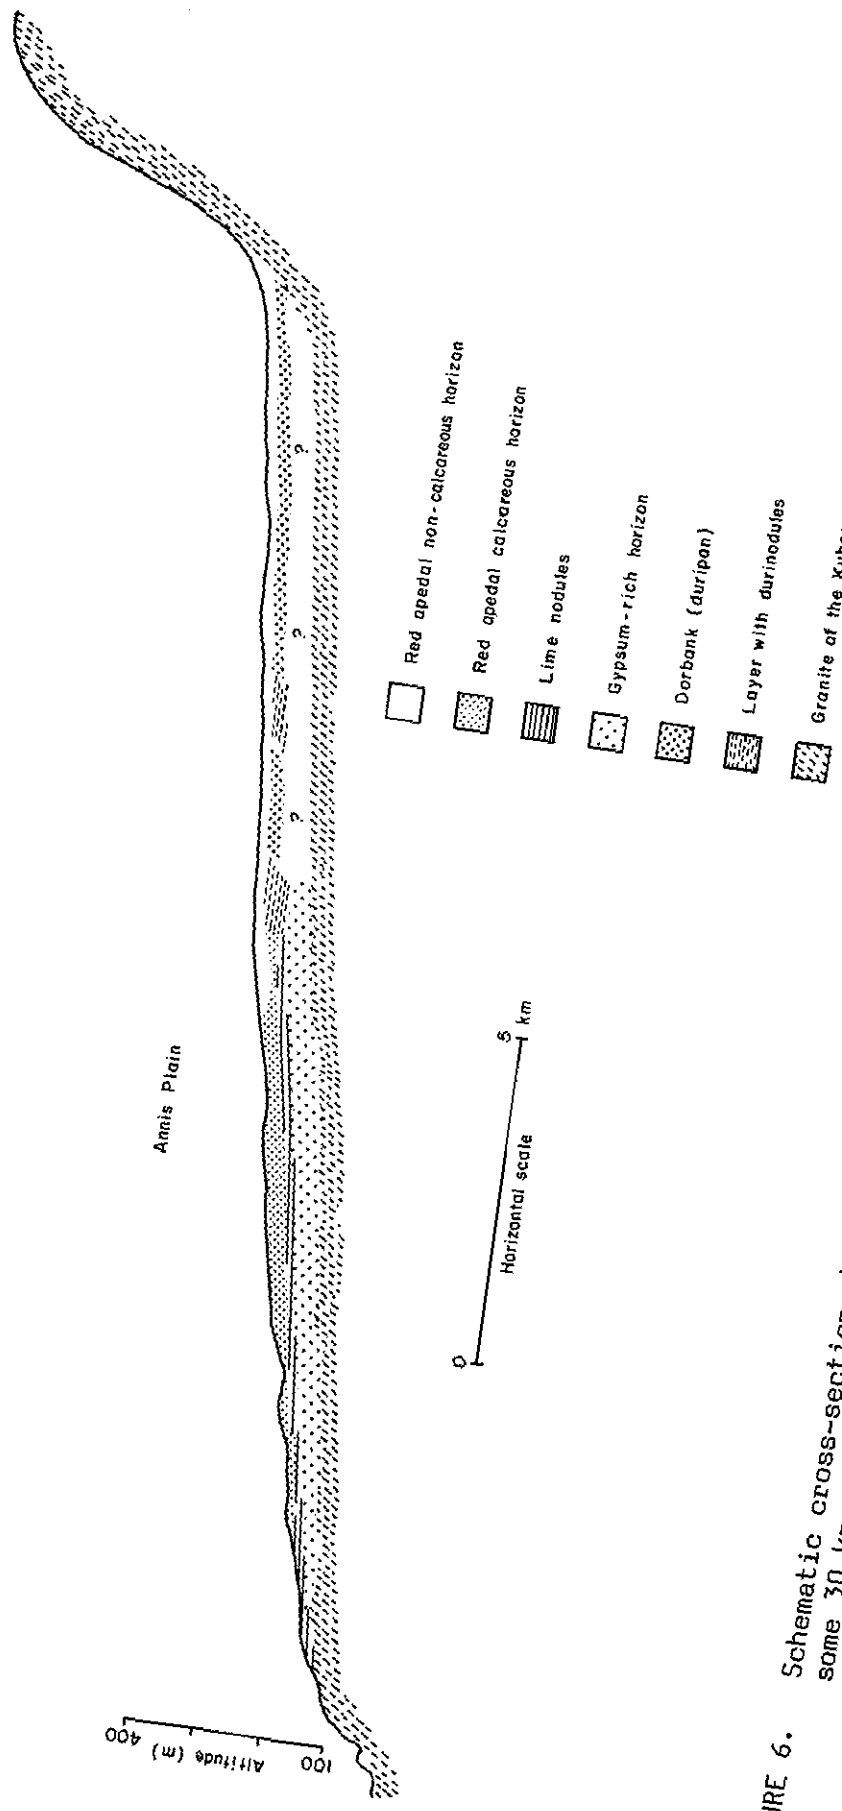 Annis Plain
400
Altitude (m)
100
?
?
?
0
5
km
Horizontal scale
Red apedal non-calcareous horizon
Red apedal calcareous horizon
Lime nodules
Gypsum-rich horizon
Dorbank (duripan)
Layer with durinodules
Granite of the
IRE 6. Schematic cross-section
some 30